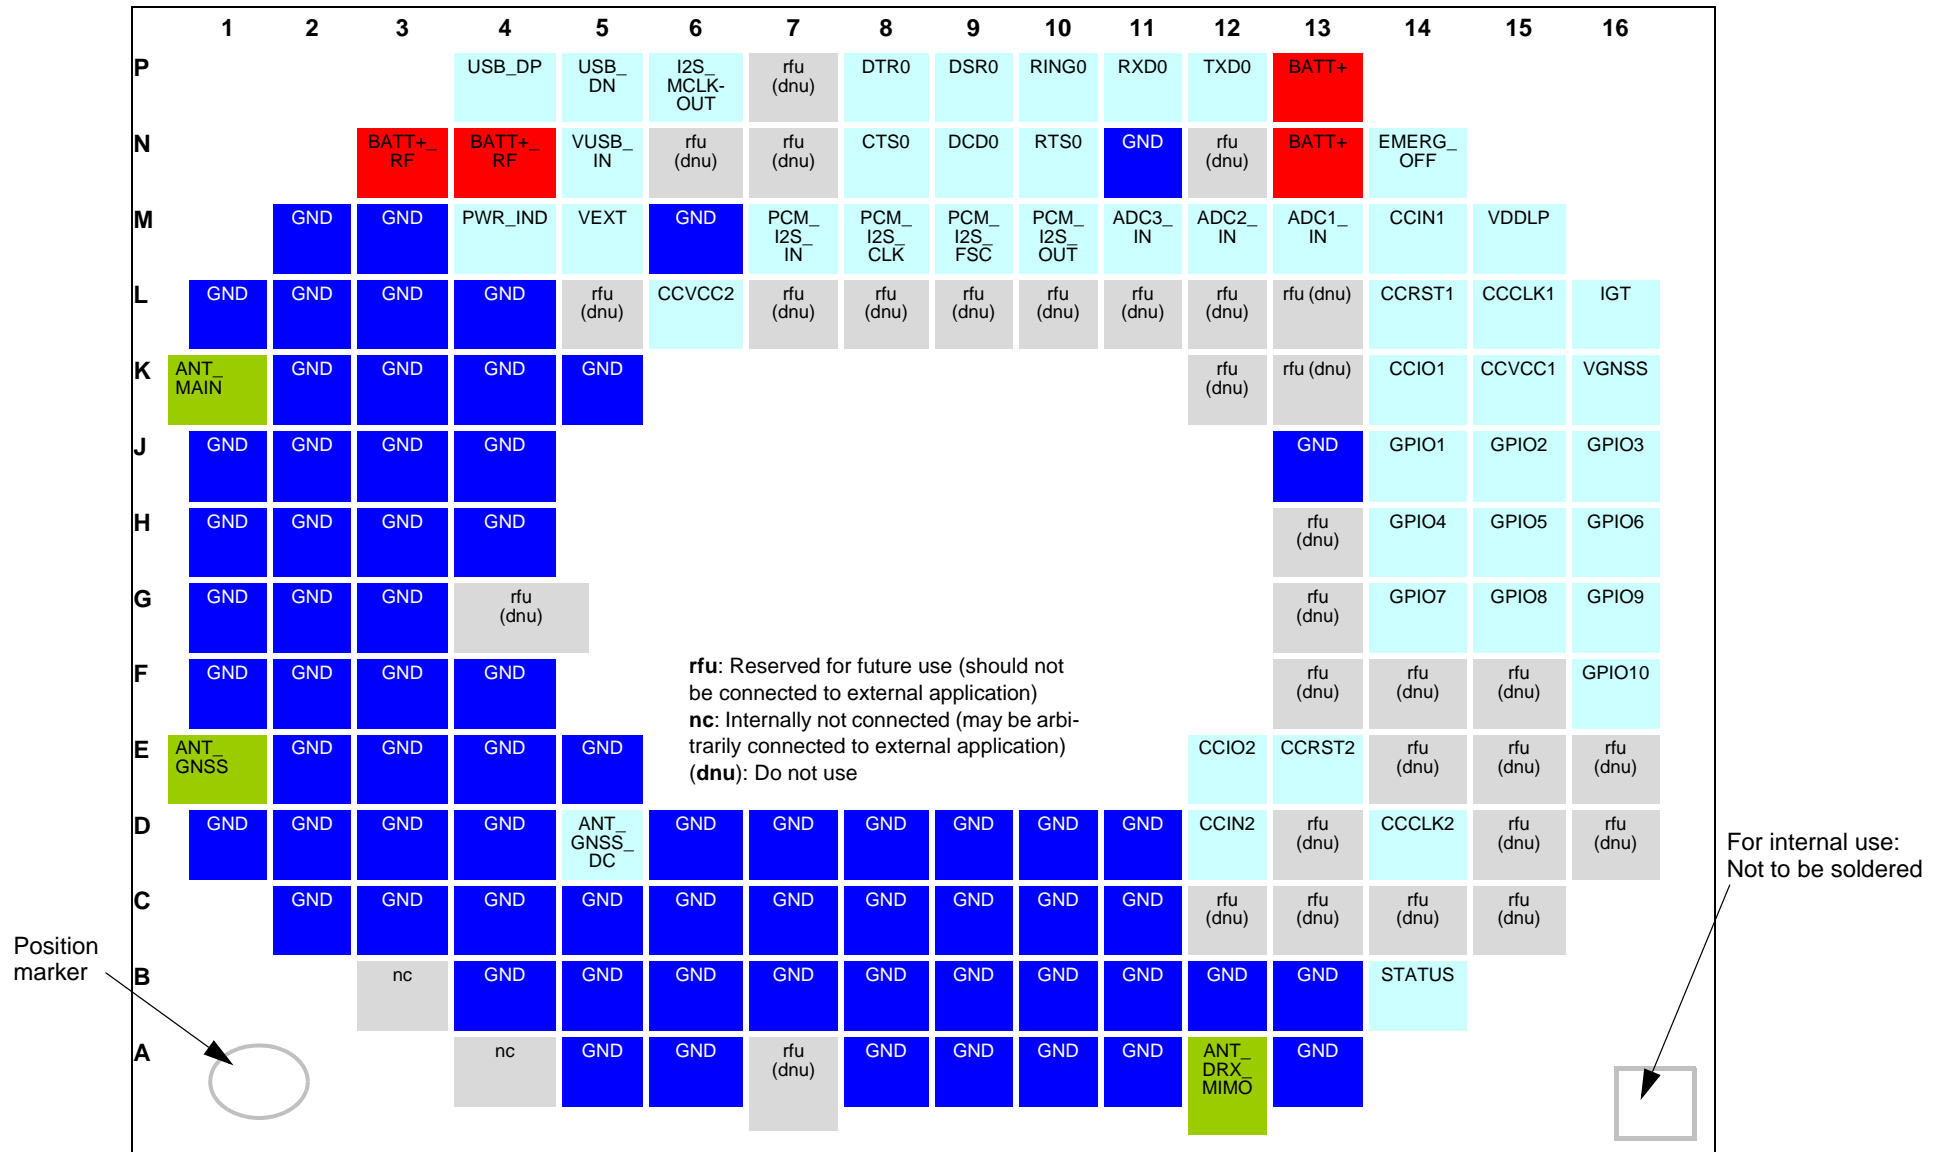 1 2 3 4 5 6 7 8 9 10 11 12 13 14 15 16
P USB_DP USB_ I2S_ rfu DTR0 DSR0 RING0 RXD0 TXD0 BATT+
DN MCLK- (dnu)
OUT
N BATT+_ BATT+_ VUSB_ rfu rfu CTS0 DCD0 RTS0 GND rfu BATT+ EMERG_
RF RF IN (dnu) (dnu) (dnu) OFF
M GND GND PWR_IND VEXT GND PCM_ PCM_ PCM_ PCM_ ADC3_ ADC2_ ADC1_ CCIN1 VDDLP
I2S_ I2S_ I2S_ I2S_ IN IN IN
IN CLK FSC OUT
L GND GND GND GND rfu CCVCC2 rfu rfu rfu rfu rfu rfu rfu (dnu) CCRST1 CCCLK1 IGT
(dnu) (dnu) (dnu) (dnu) (dnu) (dnu) (dnu)
K ANT_ GND GND GND GND rfu rfu (dnu) CCIO1 CCVCC1 VGNSS
MAIN (dnu)
J GND GND GND GND GND GPIO1 GPIO2 GPIO3
H GND GND GND GND rfu GPIO4 GPIO5 GPIO6
(dnu)
G GND GND GND rfu rfu GPIO7 GPIO8 GPIO9
(dnu) (dnu)
F GND GND GND GND rfu rfu rfu GPIO10
(dnu) (dnu) (dnu)
rfu: Reserved for future use (should not
be connected to external application)
nc: Internally not connected (may be arbi-
trarily connected to external application)
(dnu): Do not use
E ANT_ GND GND GND GND CCIO2 CCRST2 rfu rfu rfu
GNSS (dnu) (dnu) (dnu)
D GND GND GND GND ANT_ GND GND GND GND GND GND CCIN2 rfu CCCLK2 rfu rfu
GNSS_ (dnu) (dnu) (dnu)
DC
For internal use:
Not to be soldered
C GND GND GND GND GND GND GND GND GND GND rfu rfu rfu rfu
(dnu) (dnu) (dnu) (dnu)
Position
marker
B nc GND GND GND GND GND GND GND GND GND GND STATUS
A nc GND GND rfu GND GND GND GND ANT_ GND
(dnu) DRX_
MIMO